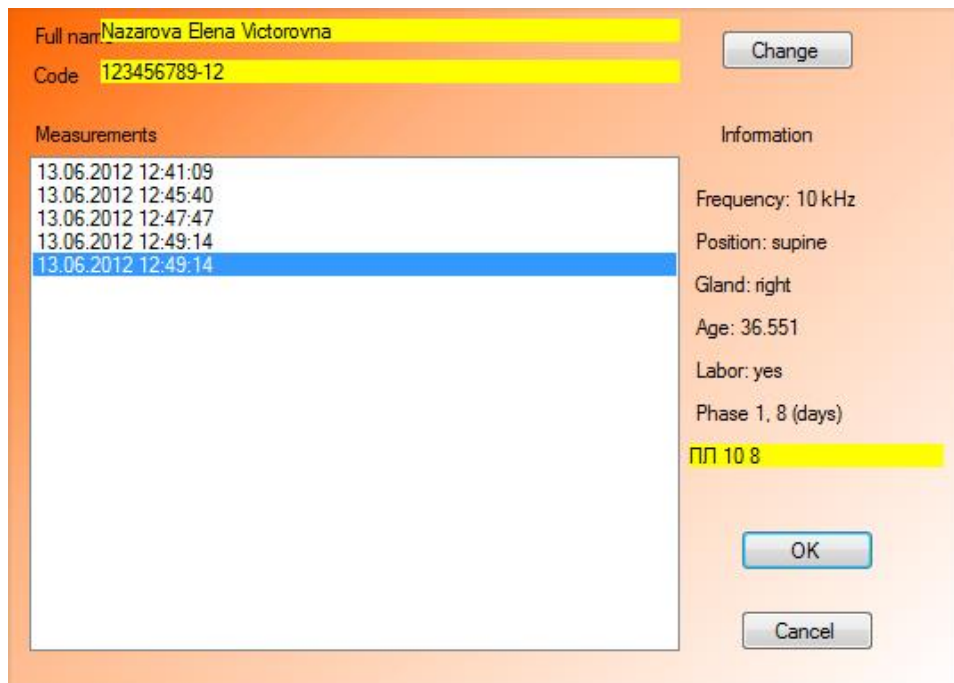 Full name
Nazarova Elena Victorovna
Change
Code
123456789-12
Measurements
Information
13.06.2012 12:41:09
13.06.2012 12:45:40
13.06.2012 12:47:47
13.06.2012 12:49:14
13.06.2012 12:49:14
Frequency: 10 kHz
Position: supine
Gland: right
Age: 36.551
Labor: yes
Phase 1, 8 (days)
ПЛ 10 8
OK
Cancel